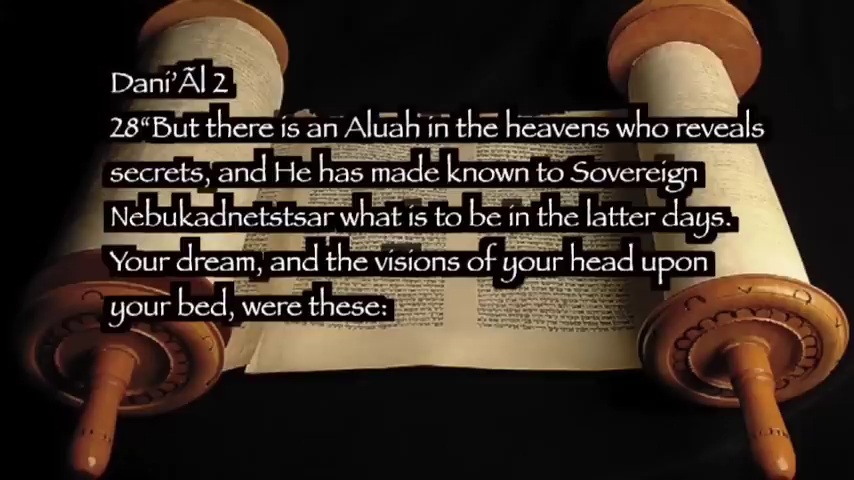 Dani’Ãl 2
28“But there is an Aluah in the heavens who reveals
secrets, and He has made known to Sovereign
Nebukadnetstsar what is to be in the latter days.
Your dream, and the visions of your head upon
your bed, were these: